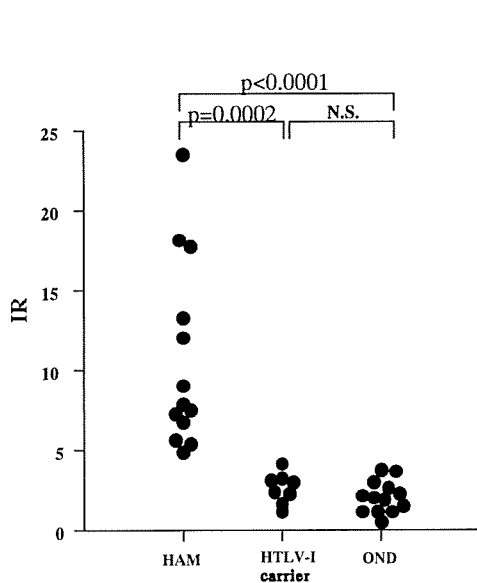 p<0.0001
p=0.0002 N.S.
25
20
15
10
5
0
IR
HAM HTLV-I carrier OND